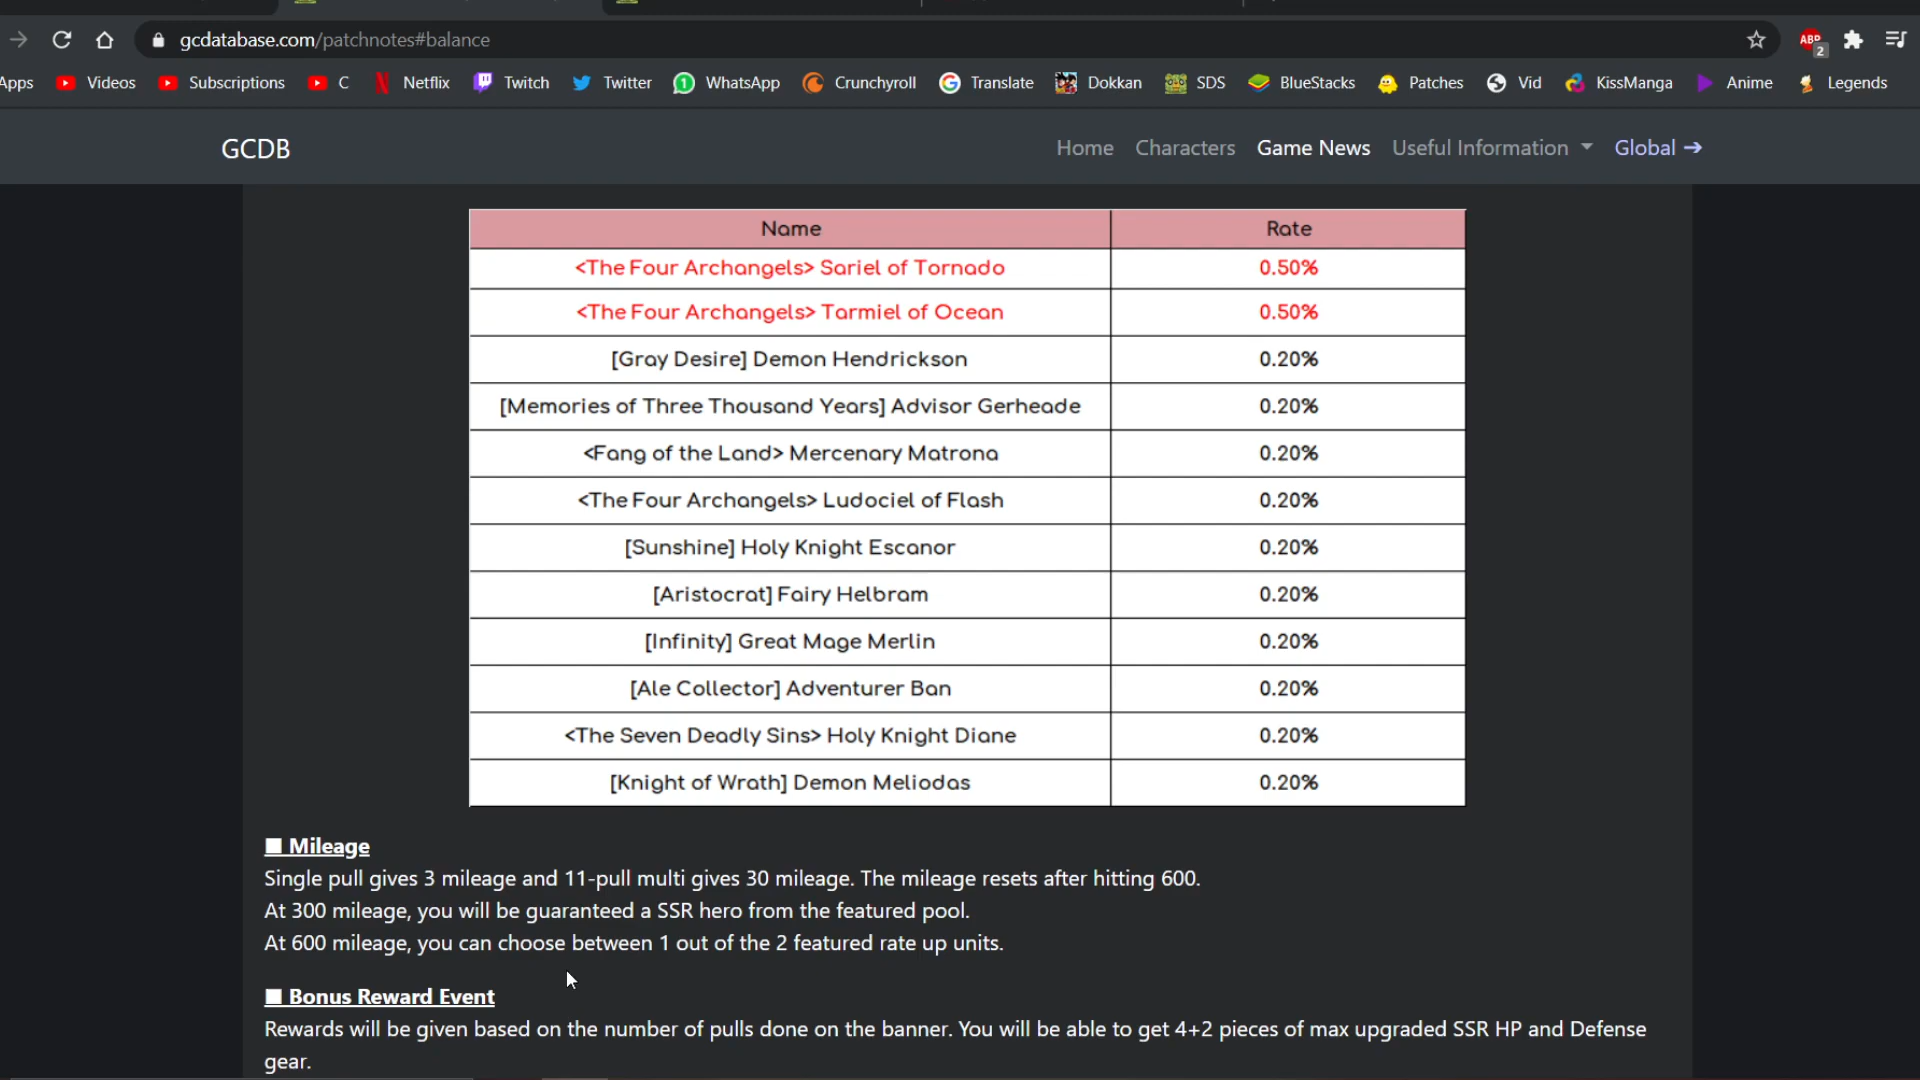 gcdatabase.com/patchnotes#balance
ABP 2
Apps Videos Subscriptions C Netflix Twitch Twitter WhatsApp Crunchyroll Translate Dokkan SDS BlueStacks Patches Vid KissManga Anime Legends
GCDB Home Characters Game News Useful Information Global →
Name Rate
<The Four Archangels> Sariel of Tornado 0.50%
<The Four Archangels> Tarmiel of Ocean 0.50%
[Gray Desire] Demon Hendrickson 0.20%
[Memories of Three Thousand Years] Advisor Gerheade 0.20%
<Fang of the Land> Mercenary Matrona 0.20%
<The Four Archangels> Ludociel of Flash 0.20%
[Sunshine] Holy Knight Escanor 0.20%
[Aristocrat] Fairy Helbram 0.20%
[Infinity] Great Mage Merlin 0.20%
[Ale Collector] Adventurer Ban 0.20%
<The Seven Deadly Sins> Holy Knight Diane 0.20%
[Knight of Wrath] Demon Meliodas 0.20%
■ Mileage
Single pull gives 3 mileage and 11-pull multi gives 30 mileage. The mileage resets after hitting 600.
At 300 mileage, you will be guaranteed a SSR hero from the featured pool.
At 600 mileage, you can choose between 1 out of the 2 featured rate up units.
■ Bonus Reward Event
Rewards will be given based on the number of pulls done on the banner. You will be able to get 4+2 pieces of max upgraded SSR HP and Defense
gear.